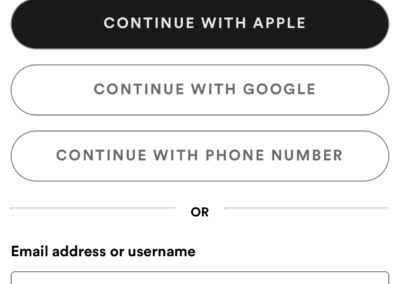 CONTINUE WITH APPLE
CONTINUE WITH GOOGLE
CONTINUE WITH PHONE NUMBER
OR
Email address or username